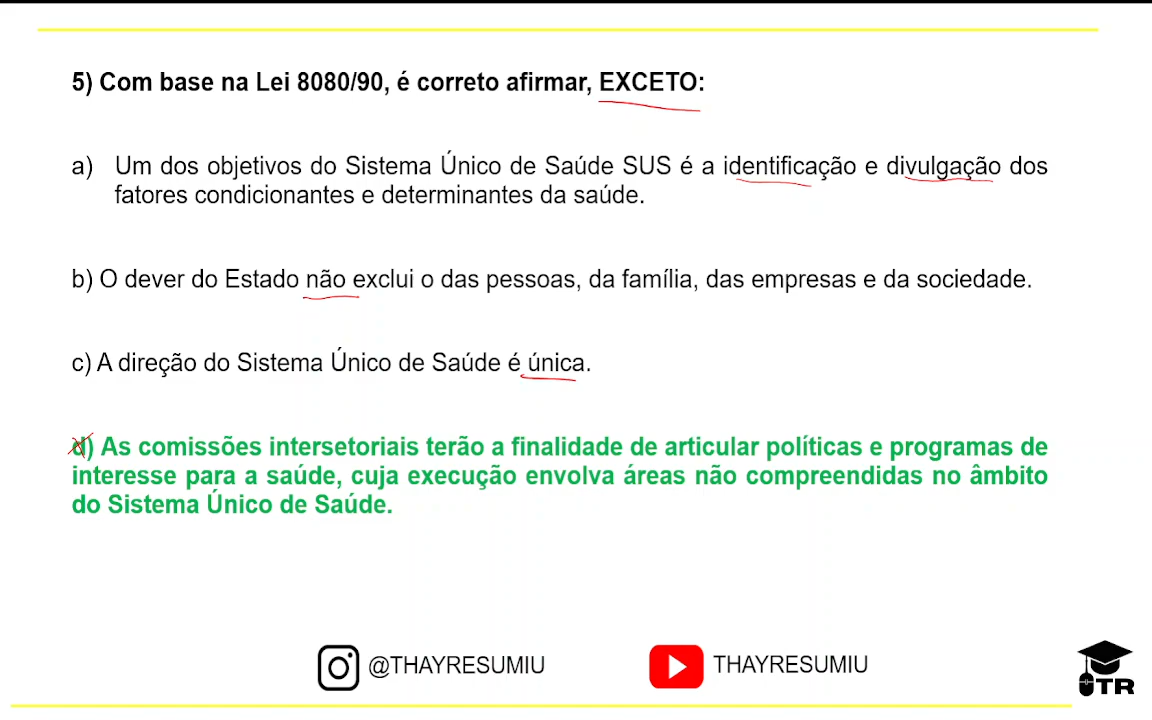 5) Com base na Lei 8080/90, é correto afirmar, EXCETO:
a) Um dos objetivos do Sistema Único de Saúde SUS é a identificação e divulgação dos
fatores condicionantes e determinantes da saúde.
b) O dever do Estado não exclui o das pessoas, da família, das empresas e da sociedade.
c) A direção do Sistema Único de Saúde é única.
d) As comissões intersetoriais terão a finalidade de articular políticas e programas de
interesse para a saúde, cuja execução envolva áreas não compreendidas no âmbito
do Sistema Único de Saúde.
@THAYRESUMIU
THAYRESUMIU
TR